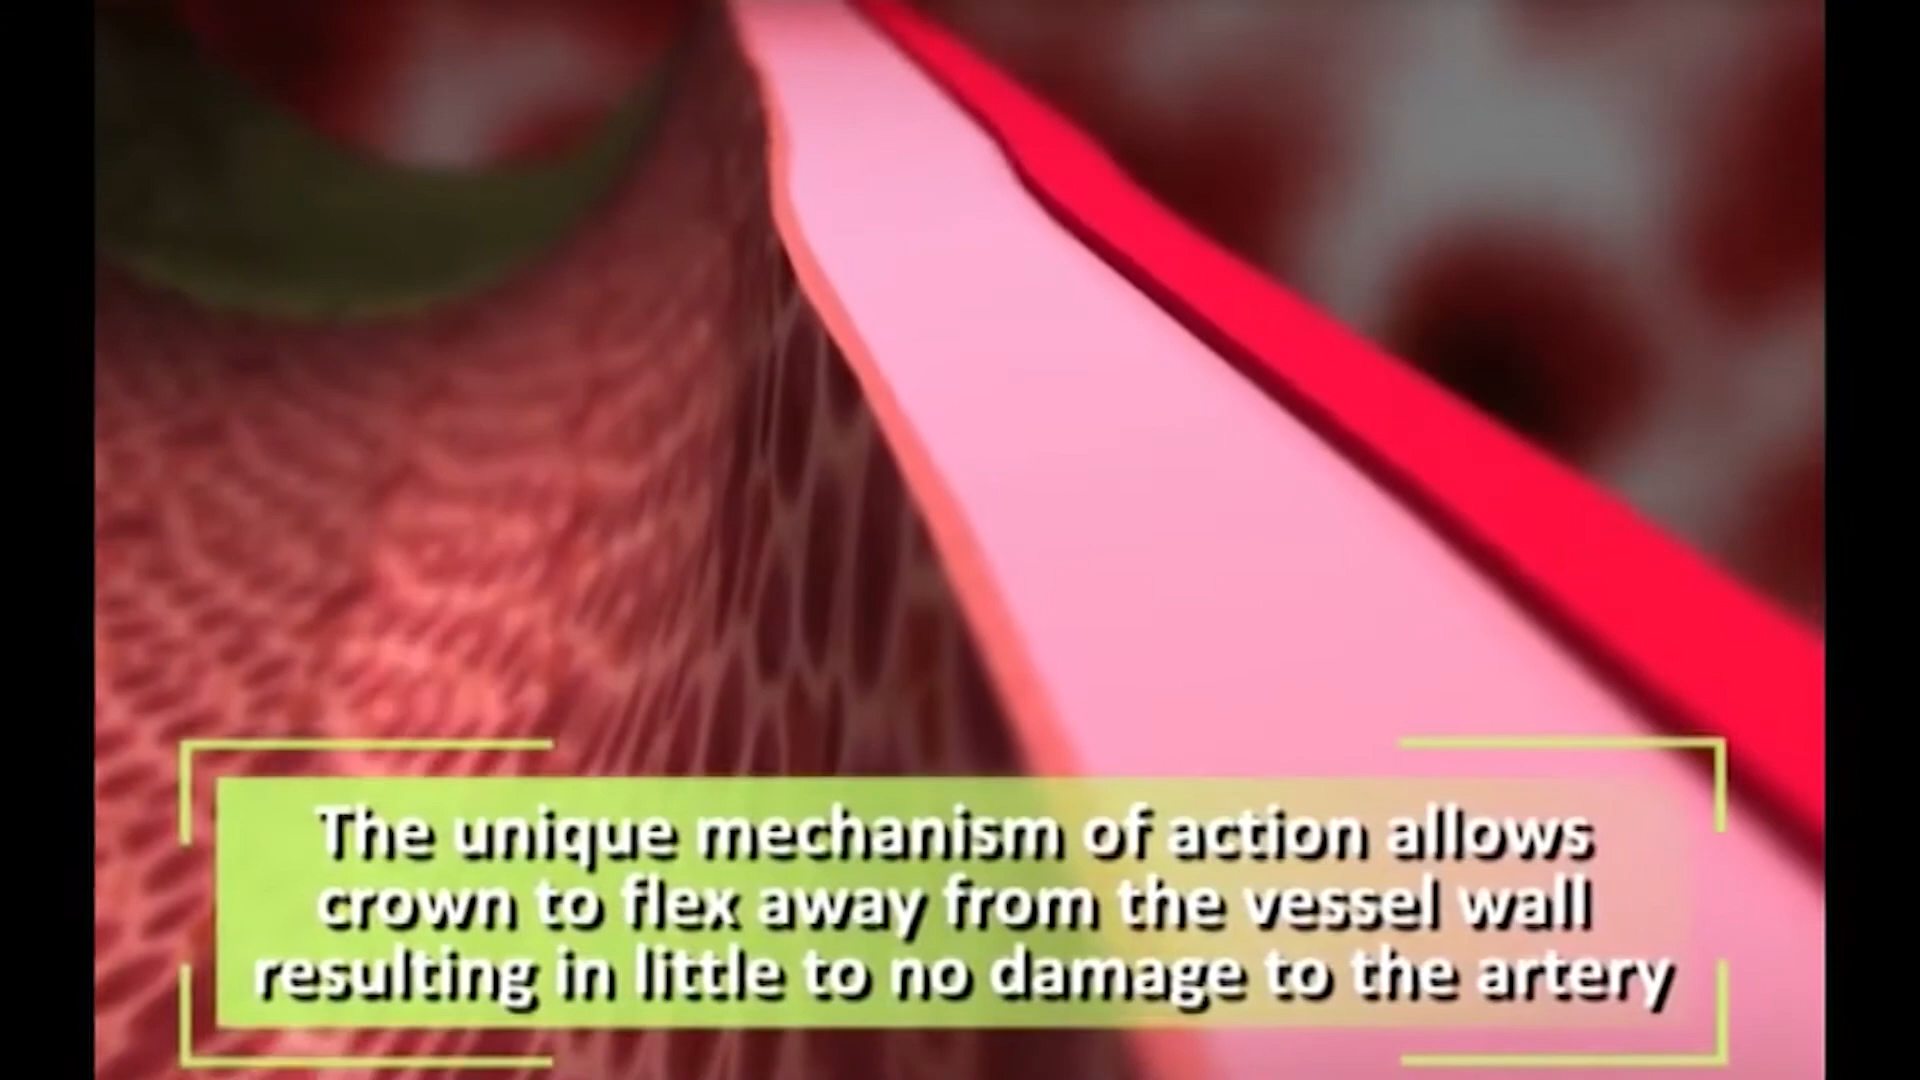 The unique mechanism of action allows
crown to flex away from the vessel wall
resulting in little to no damage to the artery